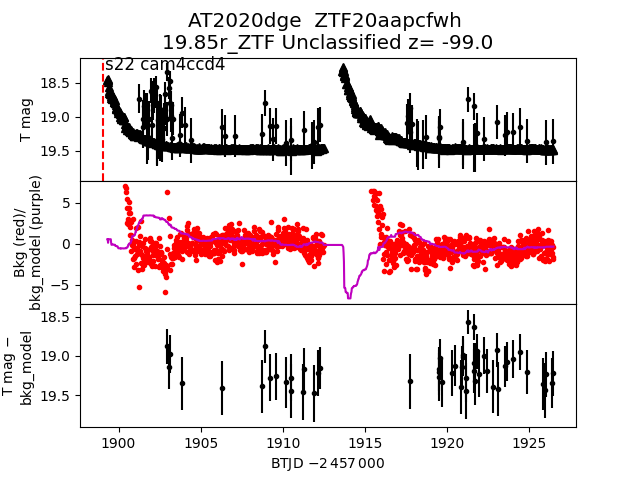 AT2020dge  ZTF20aapcfwh
19.85r_ZTF Unclassified z= -99.0
s22 cam4ccd4
18.5
19.0
19.5
T mag
5
0
−5
Bkg (red)/
bkg_model (purple)
18.5
19.0
19.5
T mag −
bkg_model
1900 1905 1910 1915 1920 1925
BTJD −2 457 000